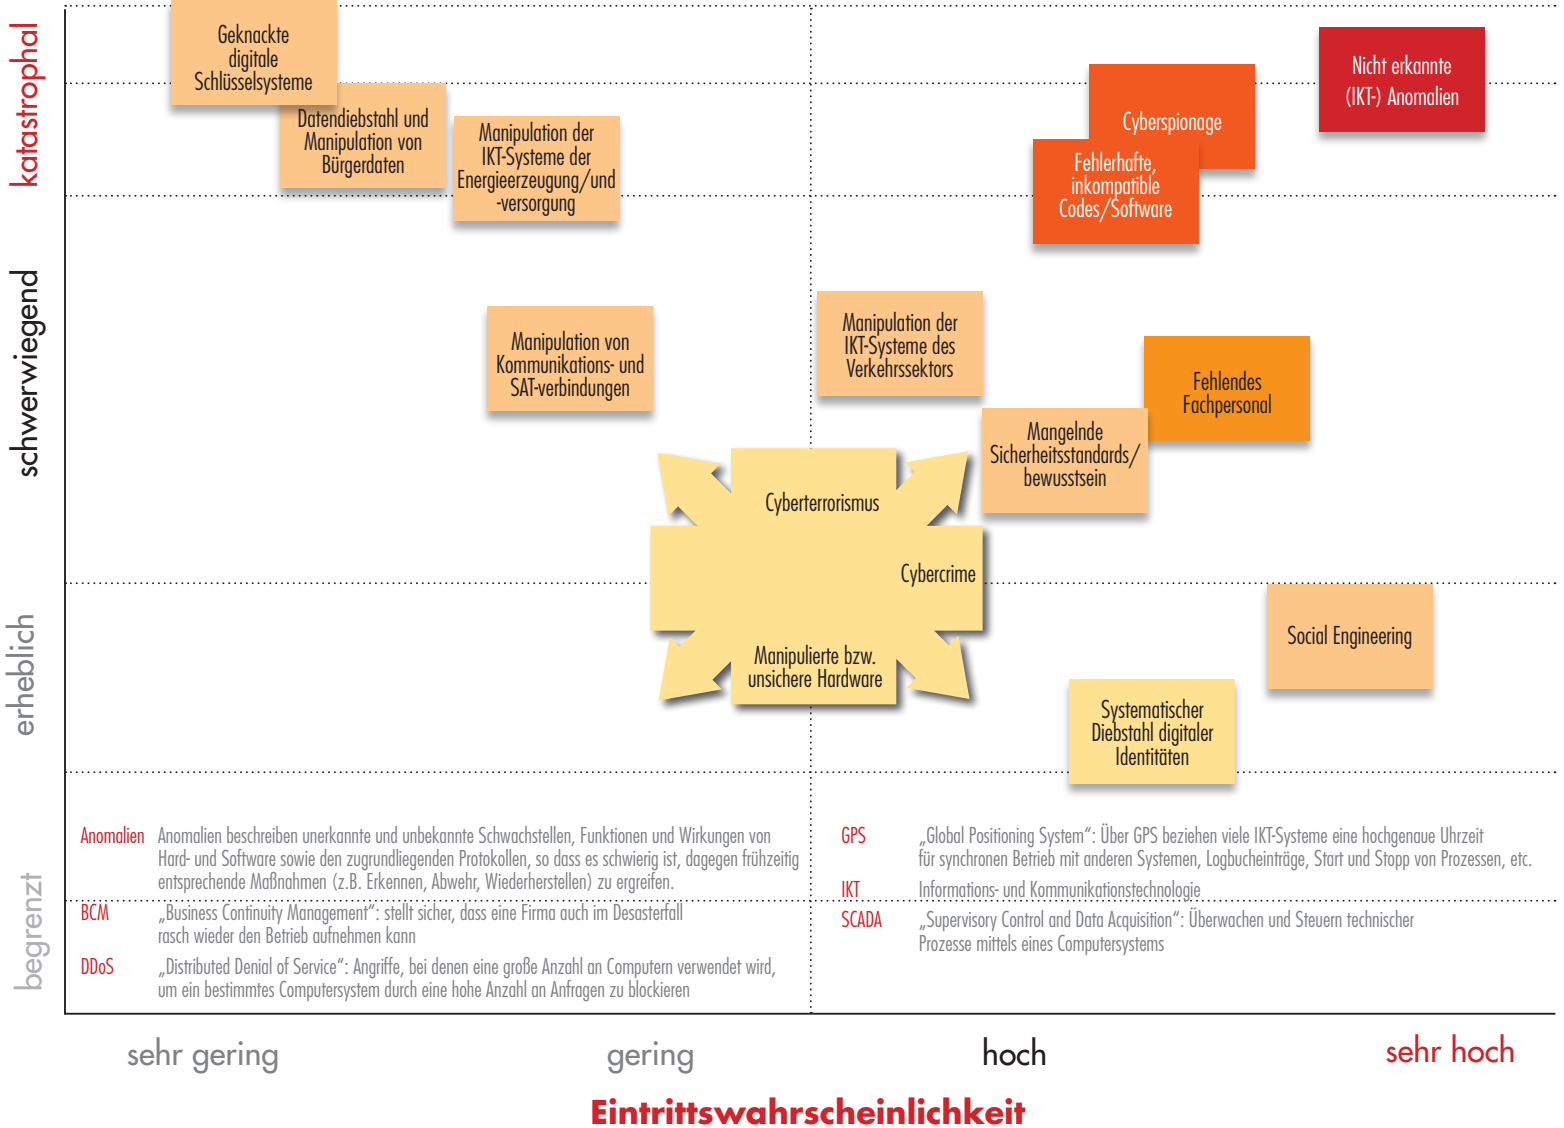 katastrophal
schwerwiegend
erheblich
begrenzt
Geknackte
digitale
Schlüsselsysteme
Datendiebstahl und
Manipulation von
Bürgerdaten
Manipulation der
IKT-Systeme der
Energieerzeugung/und
-versorgung
Cyberspionage
Fehlerhafte,
inkompatible
Codes/Software
Nicht erkannte
(IKT-) Anomalien
Manipulation von
Kommunikations- und
SAT-verbindungen
Manipulation der
IKT-Systeme des
Verkehrssektors
Fehlendes
Fachpersonal
Mangelnde
Sicherheitsstandards/
bewusstsein
Cyberterrorismus
Cybercrime
Manipulierte bzw.
unsichere Hardware
Social Engineering
Systematischer
Diebstahl digitaler
Identitäten
Anomalien Anomalien beschreiben unerkannte und unbekannte Schwachstellen, Funktionen und Wirkungen von
Hard- und Software sowie den zugrundliegenden Protokollen, so dass es schwierig ist, dagegen frühzeitig
entsprechende Maßnahmen (z.B. Erkennen, Abwehr, Wiederherstellen) zu ergreifen.
BCM „Business Continuity Management“: stellt sicher, dass eine Firma auch im Desasterfall
rasch wieder den Betrieb aufnehmen kann
DDoS „Distributed Denial of Service“: Angriffe, bei denen eine große Anzahl an Computern verwendet wird,
um ein bestimmtes Computersystem durch eine hohe Anzahl an Anfragen zu blockieren
GPS „Global Positioning System“: Über GPS beziehen viele IKT-Systeme eine hochgenaue Uhrzeit
für synchronen Betrieb mit anderen Systemen, Logbucheinträge, Start und Stopp von Prozessen, etc.
IKT Informations- und Kommunikationstechnologie
SCADA „Supervisory Control and Data Acquisition“: Überwachen und Steuern technischer
Prozesse mittels eines Computersystems
sehr gering
gering
hoch
sehr hoch
Eintrittswahrscheinlichkeit